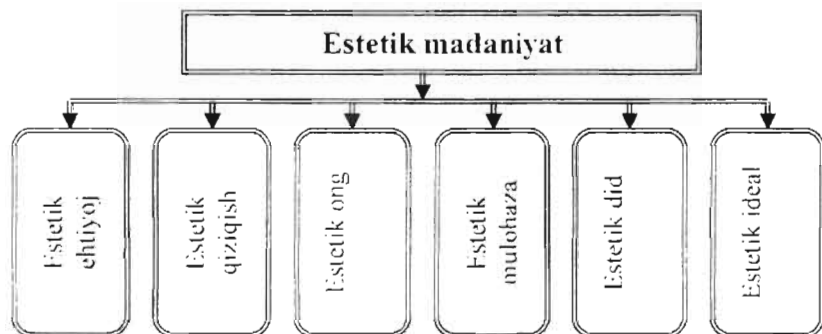 Estetik madaniyat
Estetik
ehtiyoj
Estetik
qiziqish
Estetik ong
Estetik
mulohaza
Estetik did
Estetik ideal